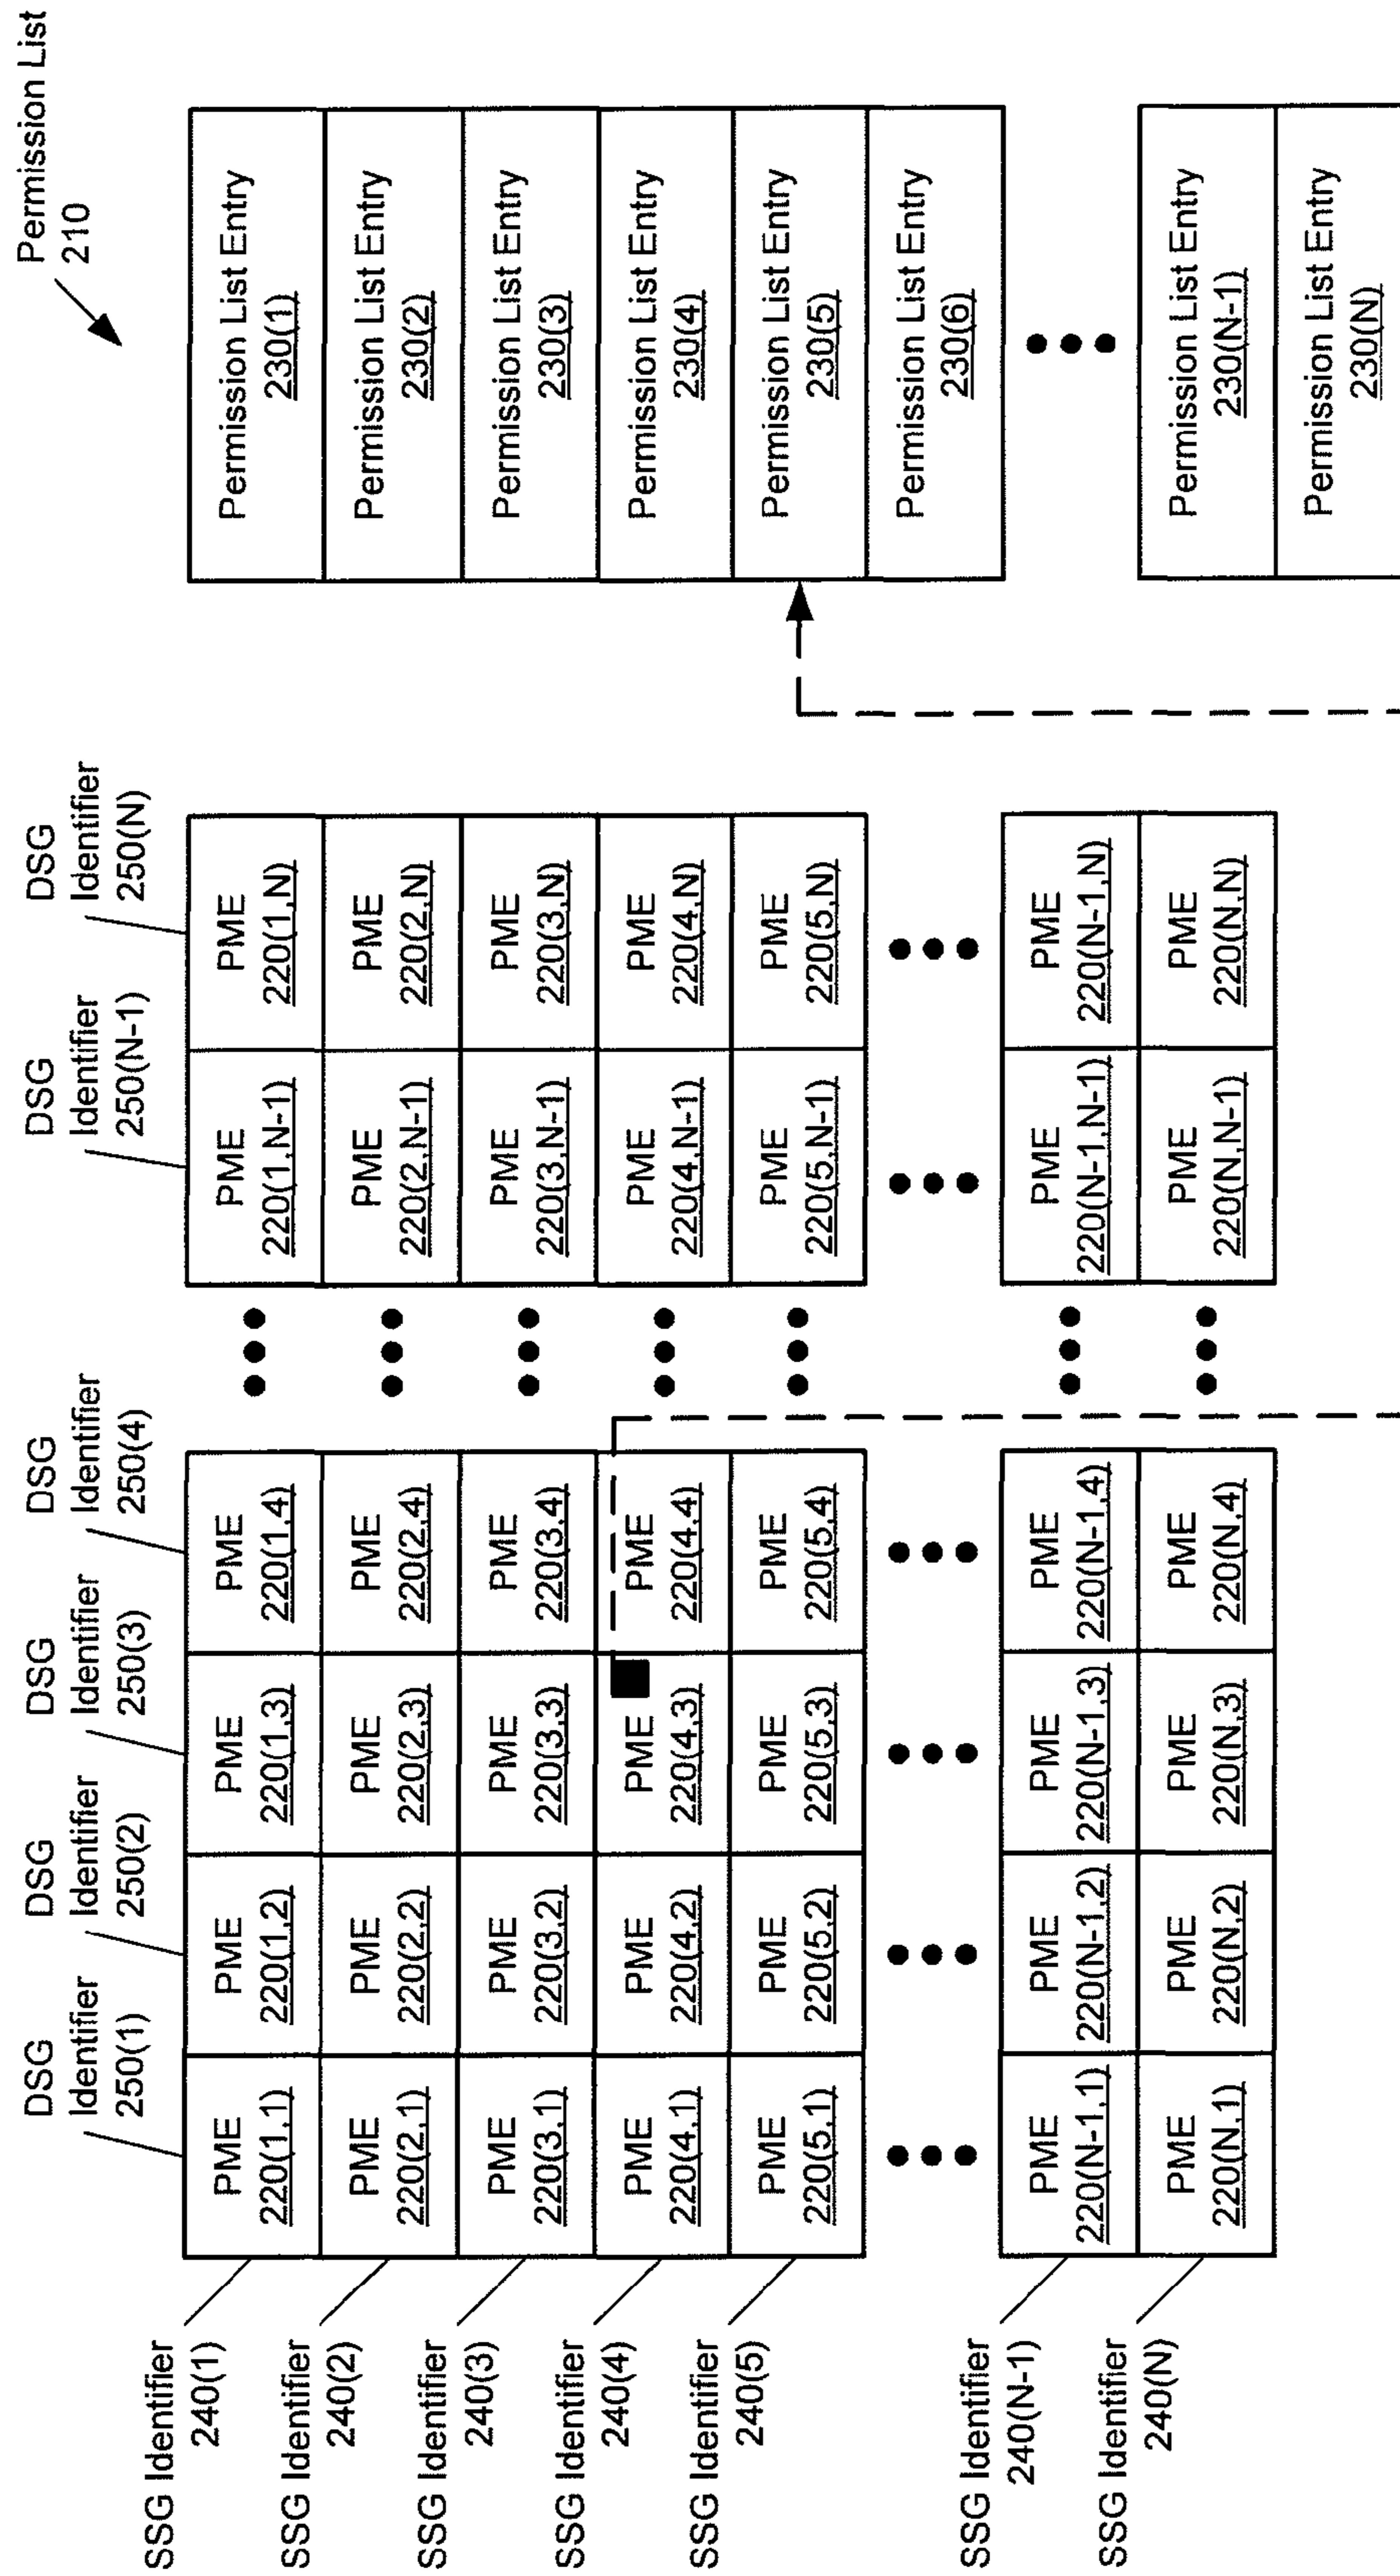 Permission List
210
DSG
Identifier
250(1)
DSG
Identifier
250(2)
DSG
Identifier
250(3)
DSG
Identifier
250(4)
DSG
Identifier
250(N-1)
DSG
Identifier
250(N)
SSG Identifier
240(1)
PME
220(1,1)
PME
220(1,2)
PME
220(1,3)
PME
220(1,4)
PME
220(1,N-1)
PME
220(1,N)
SSG Identifier
240(2)
PME
220(2,1)
PME
220(2,2)
PME
220(2,3)
PME
220(2,4)
PME
220(2,N-1)
PME
220(2,N)
SSG Identifier
240(3)
PME
220(3,1)
PME
220(3,2)
PME
220(3,3)
PME
220(3,4)
PME
220(3,N-1)
PME
220(3,N)
SSG Identifier
240(4)
PME
220(4,1)
PME
220(4,2)
PME
220(4,3)
PME
220(4,4)
PME
220(4,N-1)
PME
220(4,N)
SSG Identifier
240(5)
PME
220(5,1)
PME
220(5,2)
PME
220(5,3)
PME
220(5,4)
PME
220(5,N-1)
PME
220(5,N)
SSG Identifier
240(N-1)
PME
220(N-1,1)
PME
220(N-1,2)
PME
220(N-1,3)
PME
220(N-1,4)
PME
220(N-1,N-1)
PME
220(N-1,N)
SSG Identifier
240(N)
PME
220(N,1)
PME
220(N,2)
PME
220(N,3)
PME
220(N,4)
PME
220(N,N-1)
PME
220(N,N)
Permission List Entry
230(1)
Permission List Entry
230(2)
Permission List Entry
230(3)
Permission List Entry
230(4)
Permission List Entry
230(5)
Permission List Entry
230(6)
Permission List Entry
230(N-1)
Permission List Entry
230(N)